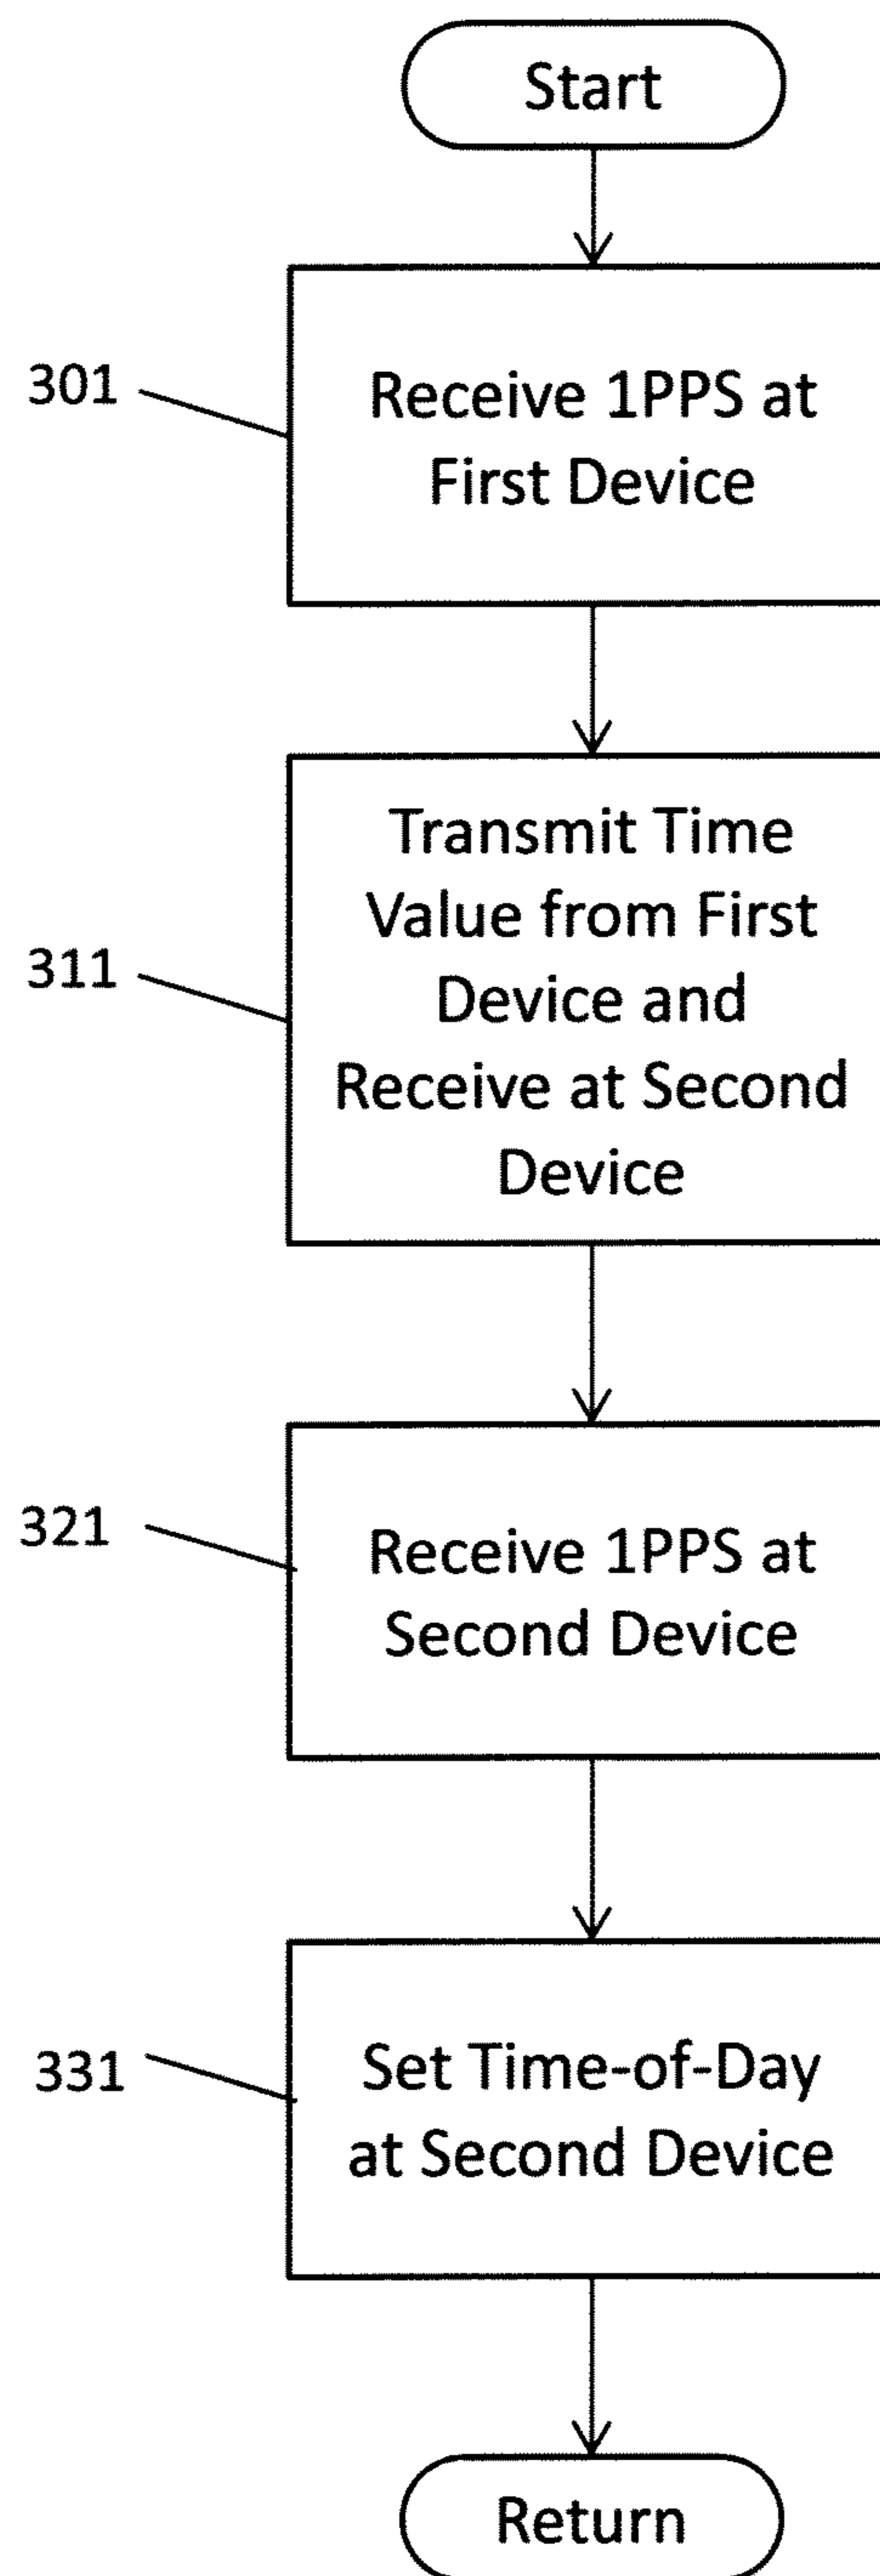 Start
301
Receive 1PPS at
First Device
311
Transmit Time
Value from First
Device and
Receive at Second
Device
321
Receive 1PPS at
Second Device
331
Set Time-of-Day
at Second Device
Return